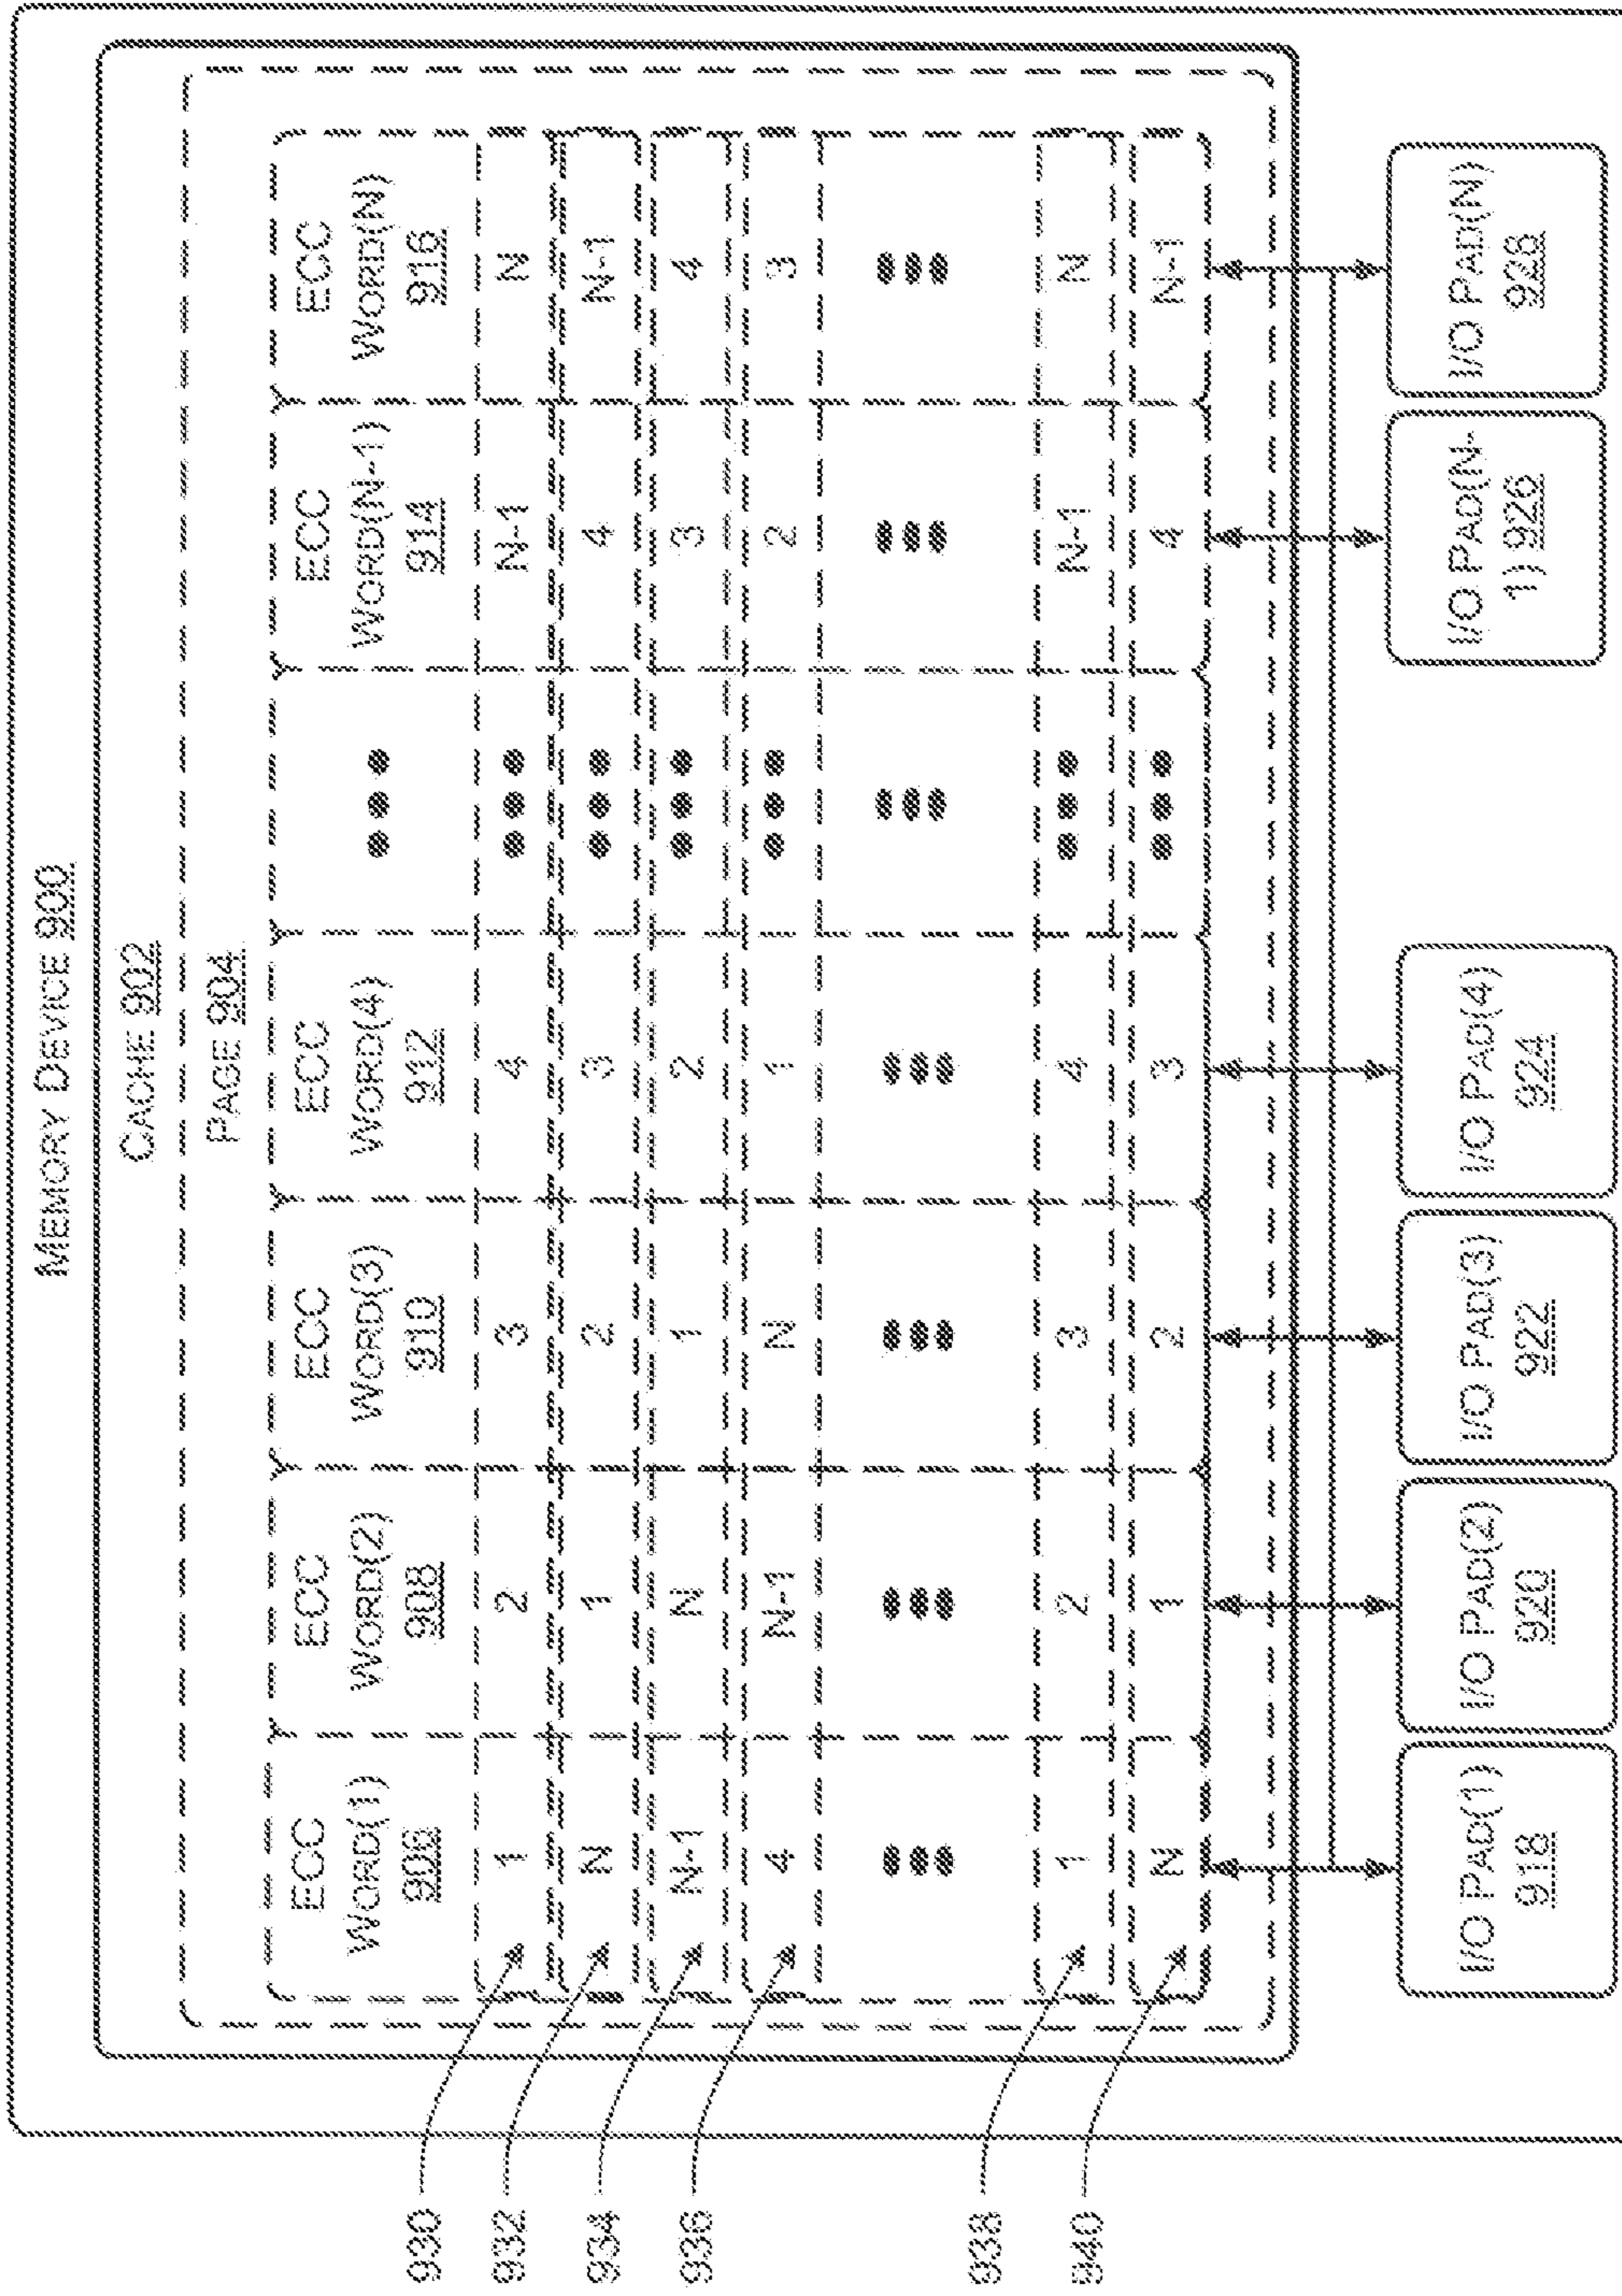 MEMORY DEVICE 900
CACHE 902
PAGE 904
ECC WORD(1) 906
ECC WORD(2) 908
ECC WORD(3) 910
ECC WORD(4) 912
●●●
ECC WORD(N-1) 914
ECC WORD(N) 916
930 1 2 3 4 ●●● N-1 N
932 N 1 2 3 ●●● 4 N-1
934 N-1 N 1 2 ●●● 3 4
936 4 N-1 N 1 ●●● 2 3
●●● ●●● ●●● ●●● ●●● ●●● ●●●
938 1 2 3 4 ●●● N-1 N
940 N 1 2 3 ●●● 4 N-1
I/O PAD(1)
918
I/O PAD(2)
920
I/O PAD(3)
922
I/O PAD(4)
924
I/O PAD(N-
1) 926
I/O PAD(N)
928